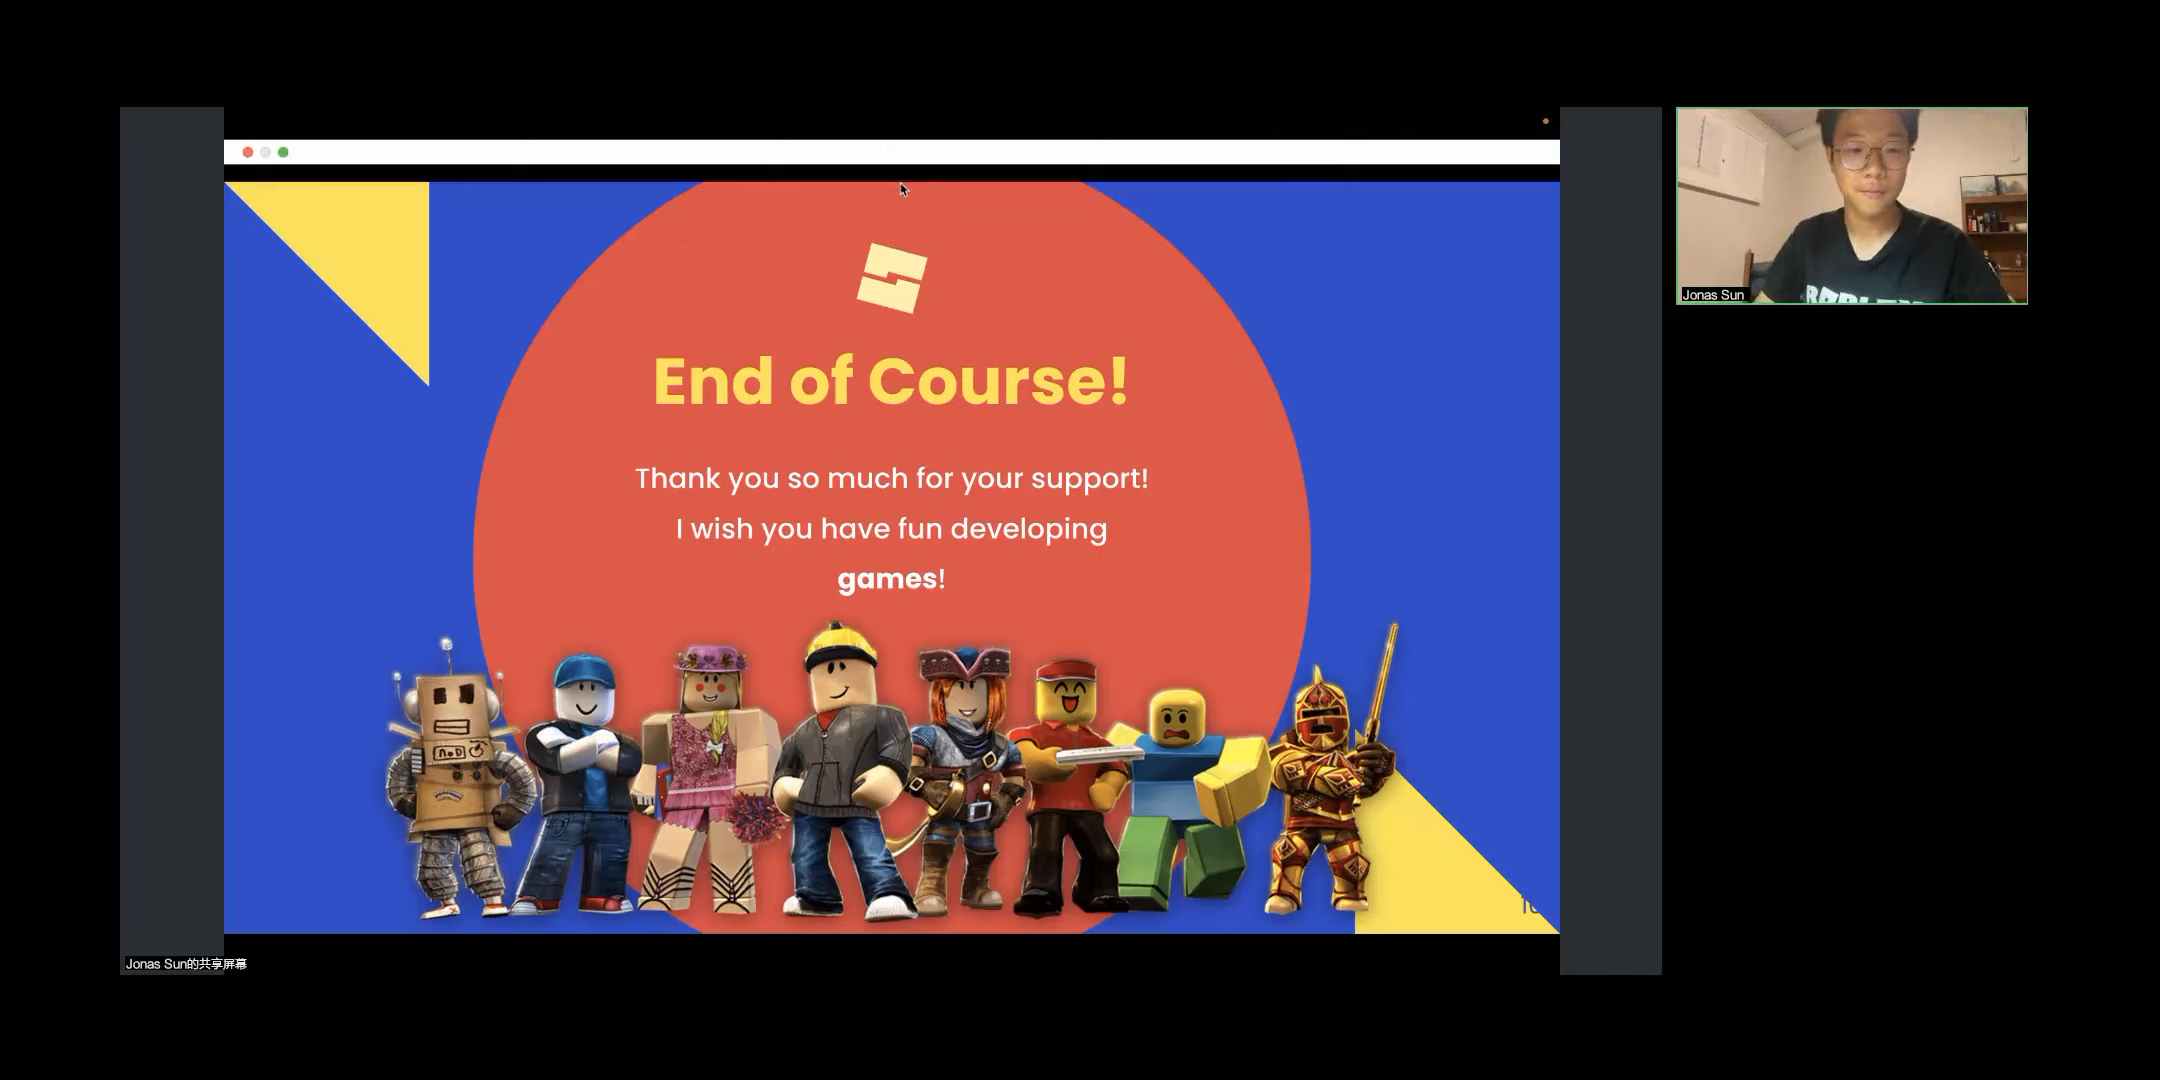 End of Course!
Thank you so much for your support!
I wish you have fun developing
games!
Jonas Sun
Jonas Sun的共享屏幕